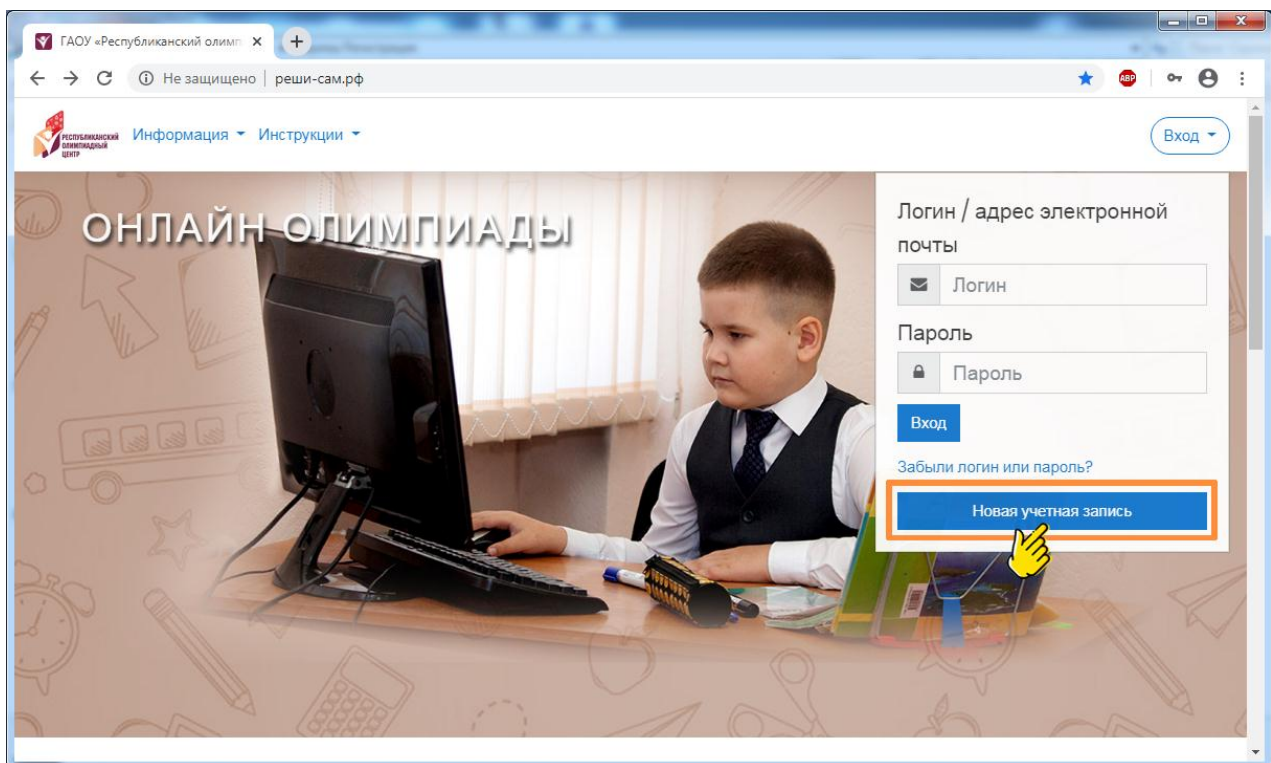 ГАОУ «Республиканский олимп
Не защищено | реши-сам.рф
ABP
РЕСПУБЛИКАНСКИЙ
ОЛИМПИАДНЫЙ
ЦЕНТР
Информация Инструкции
Вход
ОНЛАЙН ОЛИМПИАДЫ
Логин / адрес электронной
почты
Логин
Пароль
Пароль
Вход
Забыли логин или пароль?
Новая учетная запись